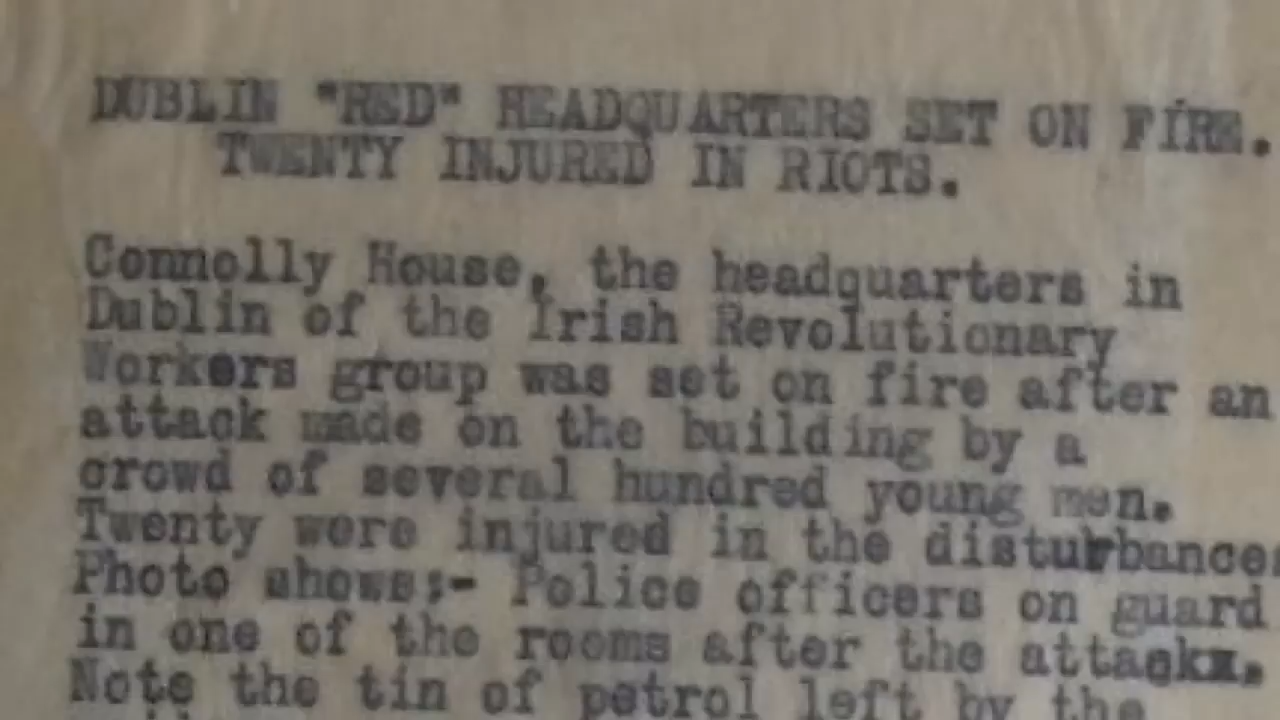 DUBLIN "RED" HEADQUARTERS SET ON FIRE.
TWENTY INJURED IN RIOTS.
Connolly House, the headquarters in
Dublin of the Irish Revolutionary
Workers group was set on fire after an
attack made on the building by a
crowd of several hundred young men.
Twenty were injured in the disturbances
Photo shows:- Police officers on guard
in one of the rooms after the attackx.
Note the tin of petrol left by the